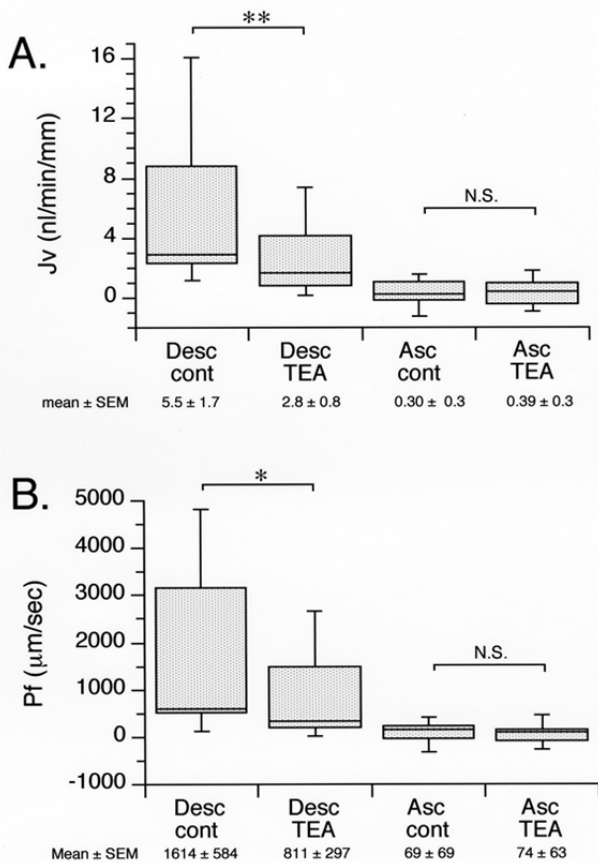 **
A.
16
12
8
4
0
Jv (nl/min/mm)
N.S.
Desc Desc Asc Asc
cont TEA cont TEA
mean ± SEM 5.5 ± 1.7 2.8 ± 0.8 0.30 ± 0.3 0.39 ± 0.3
*
B.
5000
4000
3000
2000
1000
0
-1000
Pf (μm/sec)
N.S.
Desc Desc Asc Asc
cont TEA cont TEA
Mean ± SEM 1614 ± 584 811 ± 297 69 ± 69 74 ± 63